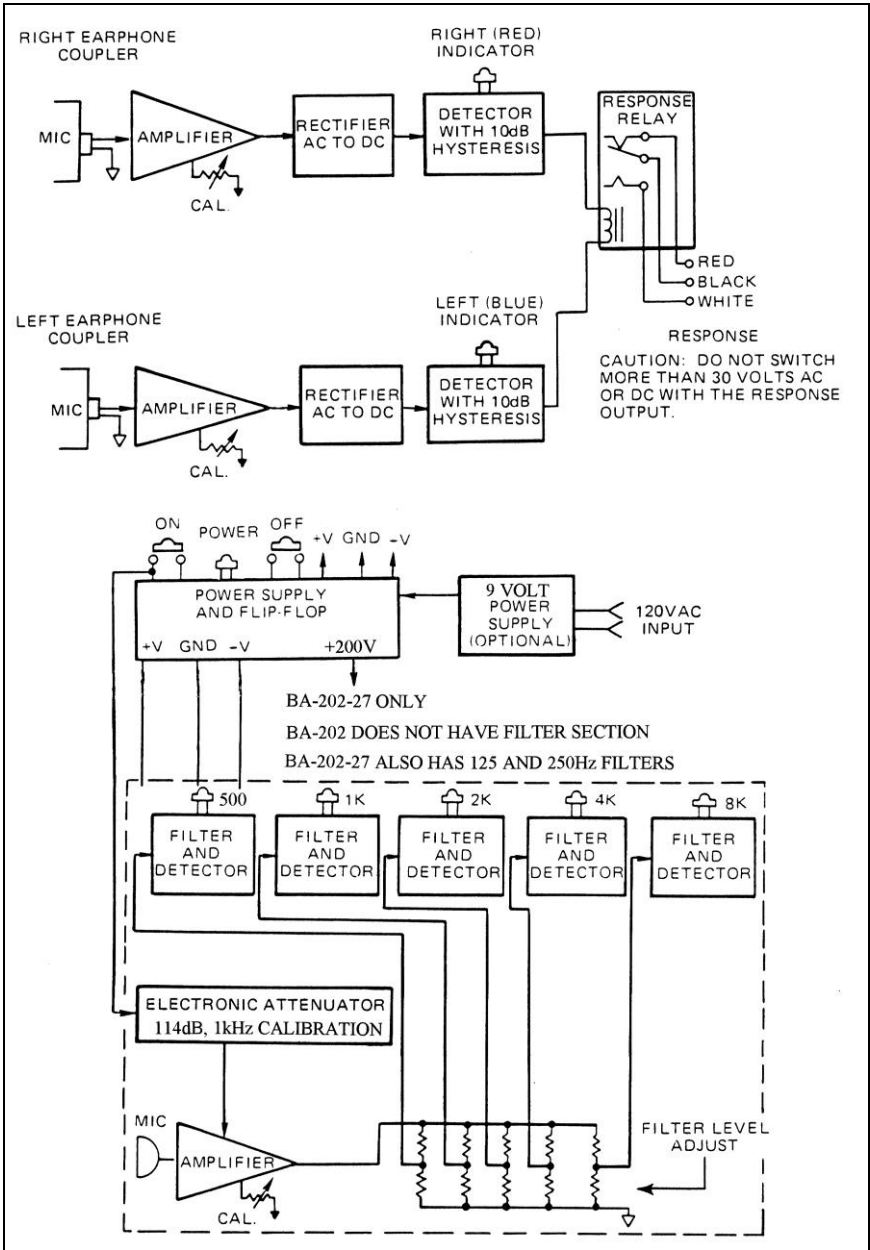 RIGHT EARPHONE
COUPLER
RIGHT (RED)
INDICATOR
MIC
AMPLIFIER
CAL.
RECTIFIER
AC TO DC
DETECTOR
WITH 10dB
HYSTERESIS
RESPONSE
RELAY
RED
BLACK
WHITE
LEFT EARPHONE
COUPLER
LEFT (BLUE)
INDICATOR
MIC
AMPLIFIER
CAL.
RECTIFIER
AC TO DC
DETECTOR
WITH 10dB
HYSTERESIS
RESPONSE
CAUTION: DO NOT SWITCH
MORE THAN 30 VOLTS AC
OR DC WITH THE RESPONSE
OUTPUT.
ON POWER OFF +V GND -V
POWER SUPPLY
AND FLIP-FLOP
+V GND -V +200V
9 VOLT
POWER
SUPPLY
(OPTIONAL)
120VAC
INPUT
BA-202-27 ONLY
BA-202 DOES NOT HAVE FILTER SECTION
BA-202-27 ALSO HAS 125 AND 250Hz FILTERS
500
FILTER
AND
DETECTOR
1K
FILTER
AND
DETECTOR
2K
FILTER
AND
DETECTOR
4K
FILTER
AND
DETECTOR
8K
FILTER
AND
DETECTOR
ELECTRONIC ATTENUATOR
114dB, 1kHz CALIBRATION
MIC
AMPLIFIER
CAL.
FILTER LEVEL
ADJUST